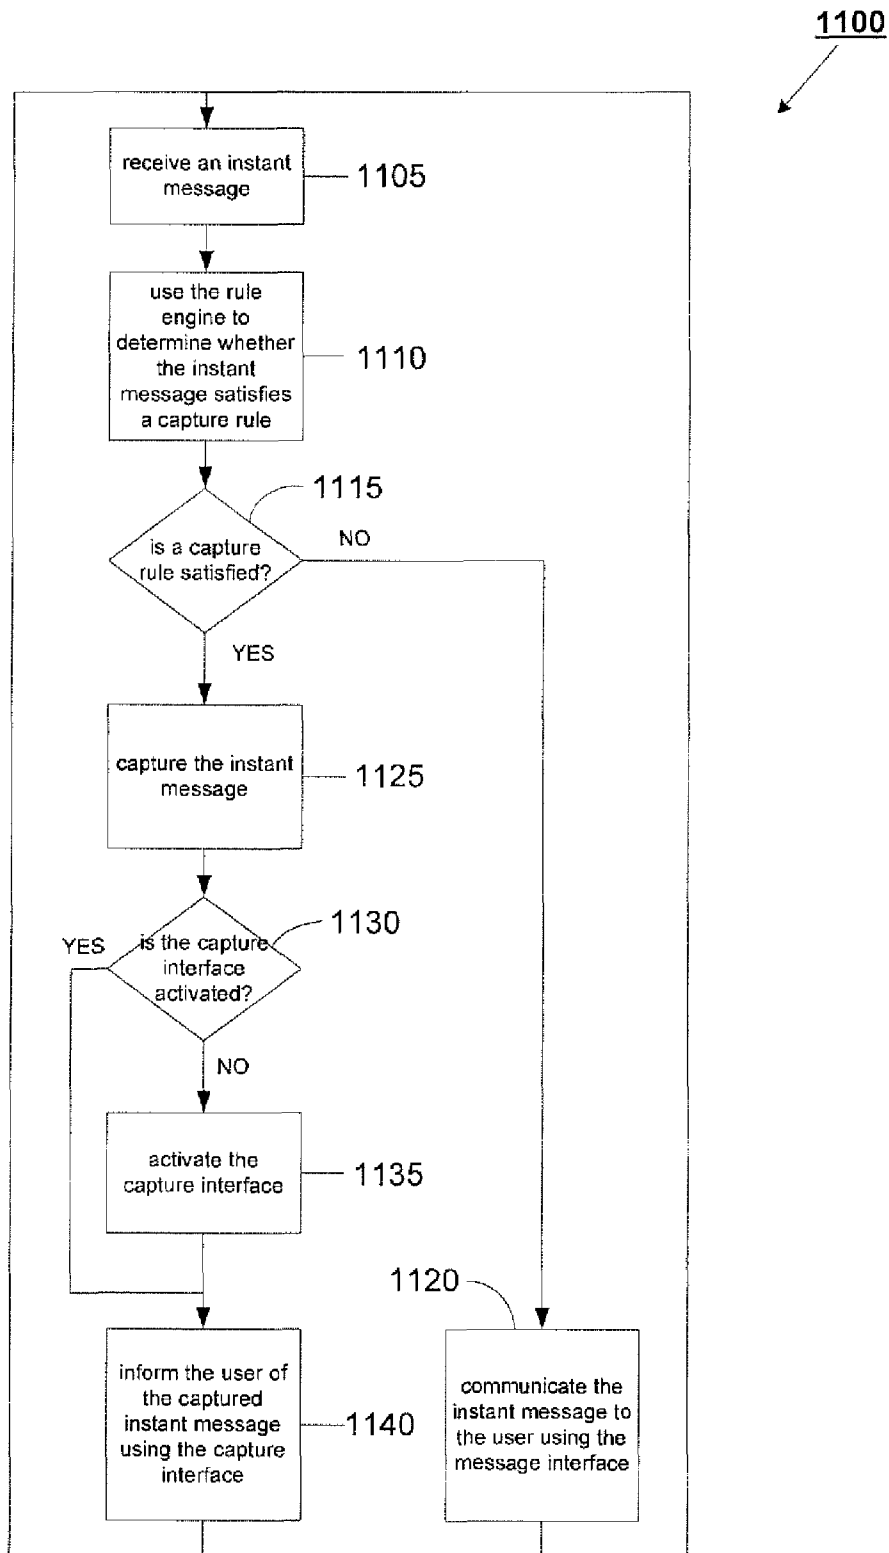 1100
receive an instant
message
1105
use the rule
engine to
determine whether
the instant
message satisfies
a capture rule
1110
1115
is a capture
rule satisfied?
NO
YES
capture the instant
message
1125
1130
YES
is the capture
interface
activated?
NO
activate the
capture interface
1135
1120
inform the user of
the captured
instant message
using the capture
interface
1140
communicate the
instant message to
the user using the
message interface